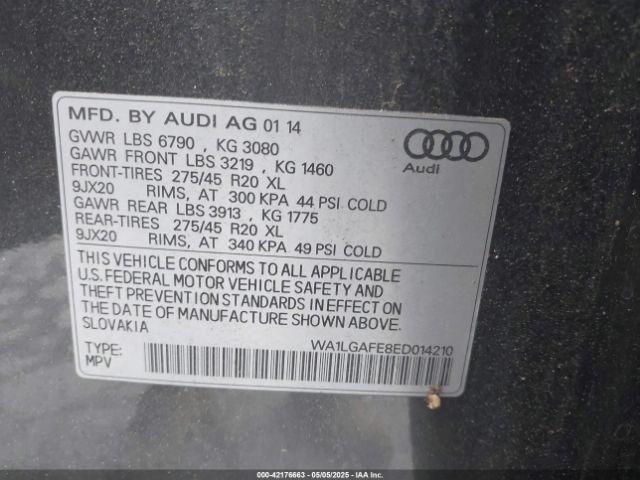 MFD. BY AUDI AG 01 14
GVWR LBS 6790 , KG 3080
GAWR FRONT LBS 3219 , KG 1460
FRONT-TIRES 275/45 R20 XL
9JX20 RIMS, AT 300 KPA 44 PSI COLD
GAWR REAR LBS 3913 , KG 1775
REAR-TIRES 275/45 R20 XL
9JX20 RIMS, AT 340 KPA 49 PSI COLD
Audi
THIS VEHICLE CONFORMS TO ALL APPLICABLE
U.S. FEDERAL MOTOR VEHICLE SAFETY AND
THEFT PREVENTION STANDARDS IN EFFECT ON
THE DATE OF MANUFACTURE SHOWN ABOVE.
SLOVAKIA
TYPE:
MPV
WA1LGAFE8ED014210
000-42176663 - 05/05/2025 - IAAI, Inc.